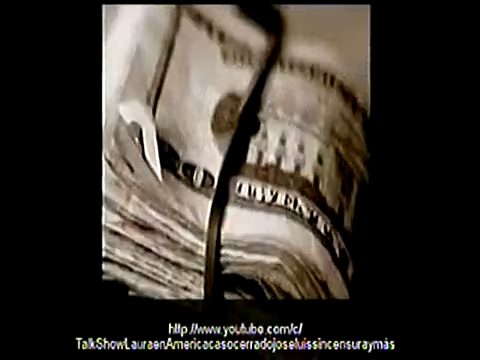 TWENTY
http://www.youtube.com/c/
TalkShowLauraenAmericacasocerradojoseluissincensuraymás